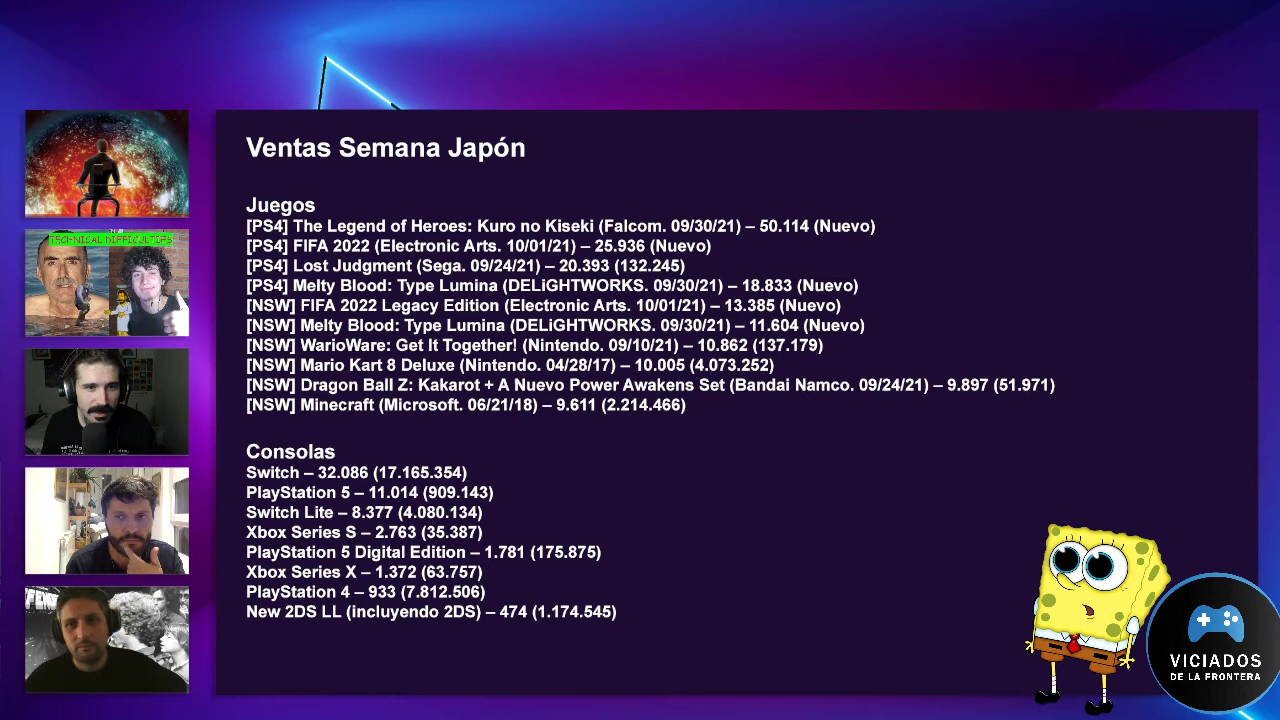 TECHNICAL DIFFICULTIES
Ventas Semana Japón
Juegos
[PS4] The Legend of Heroes: Kuro no Kiseki (Falcom. 09/30/21) – 50.114 (Nuevo)
[PS4] FIFA 2022 (Electronic Arts. 10/01/21) – 25.936 (Nuevo)
[PS4] Lost Judgment (Sega. 09/24/21) – 20.393 (132.245)
[PS4] Melty Blood: Type Lumina (DELiGHTWORKS. 09/30/21) – 18.833 (Nuevo)
[NSW] FIFA 2022 Legacy Edition (Electronic Arts. 10/01/21) – 13.385 (Nuevo)
[NSW] Melty Blood: Type Lumina (DELiGHTWORKS. 09/30/21) – 11.604 (Nuevo)
[NSW] WarioWare: Get It Together! (Nintendo. 09/10/21) – 10.862 (137.179)
[NSW] Mario Kart 8 Deluxe (Nintendo. 04/28/17) – 10.005 (4.073.252)
[NSW] Dragon Ball Z: Kakarot + A Nuevo Power Awakens Set (Bandai Namco. 09/24/21) – 9.897 (51.971)
[NSW] Minecraft (Microsoft. 06/21/18) – 9.611 (2.214.466)
Consolas
Switch – 32.086 (17.165.354)
PlayStation 5 – 11.014 (909.143)
Switch Lite – 8.377 (4.080.134)
Xbox Series S – 2.763 (35.387)
PlayStation 5 Digital Edition – 1.781 (175.875)
Xbox Series X – 1.372 (63.757)
PlayStation 4 – 933 (7.812.506)
New 2DS LL (incluyendo 2DS) – 474 (1.174.545)
VICIADOS
DE LA FRONTERA